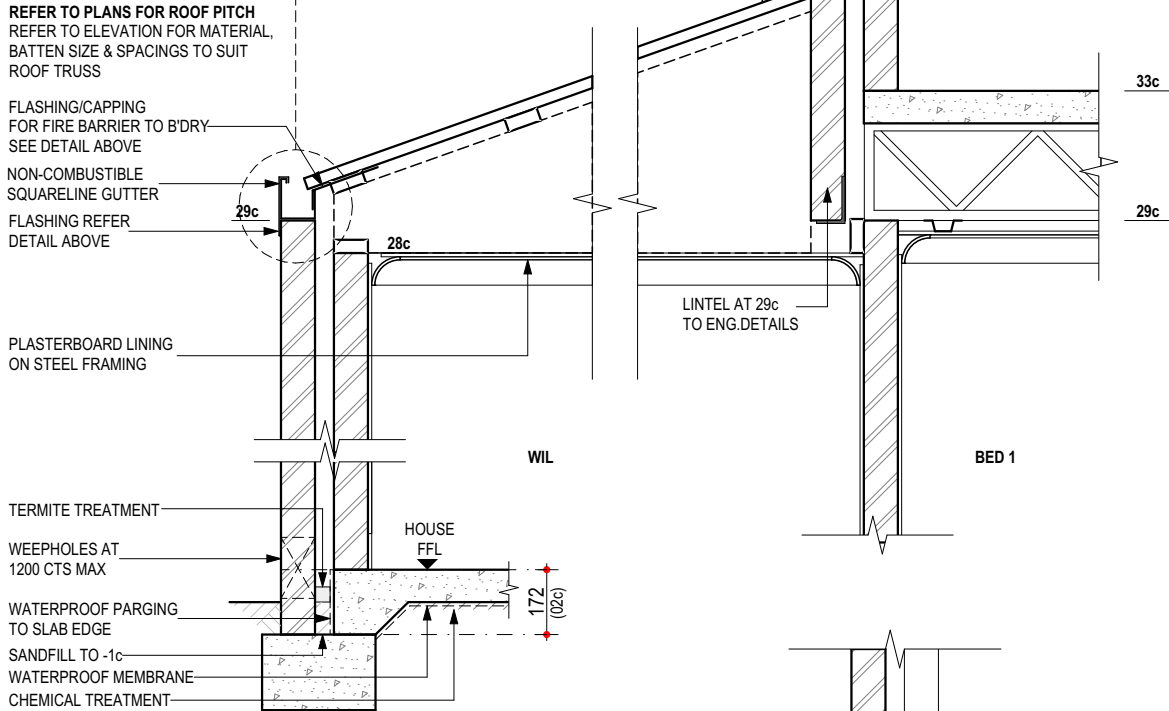 REFER TO PLANS FOR ROOF PITCH
REFER TO ELEVATION FOR MATERIAL,
BATTEN SIZE & SPACINGS TO SUIT
ROOF TRUSS
FLASHING/CAPPING
FOR FIRE BARRIER TO B'DRY
SEE DETAIL ABOVE
NON-COMBUSTIBLE
SQUARELINE GUTTER
29c
FLASHING REFER
DETAIL ABOVE
28c
33c
29c
LINTEL AT 29c
TO ENG.DETAILS
PLASTERBOARD LINING
ON STEEL FRAMING
WIL
BED 1
TERMITE TREATMENT
HOUSE
FFL
WEEPHOLES AT
1200 CTS MAX
172
(02c)
WATERPROOF PARGING
TO SLAB EDGE
SANDFILL TO -1c
WATERPROOF MEMBRANE
CHEMICAL TREATMENT